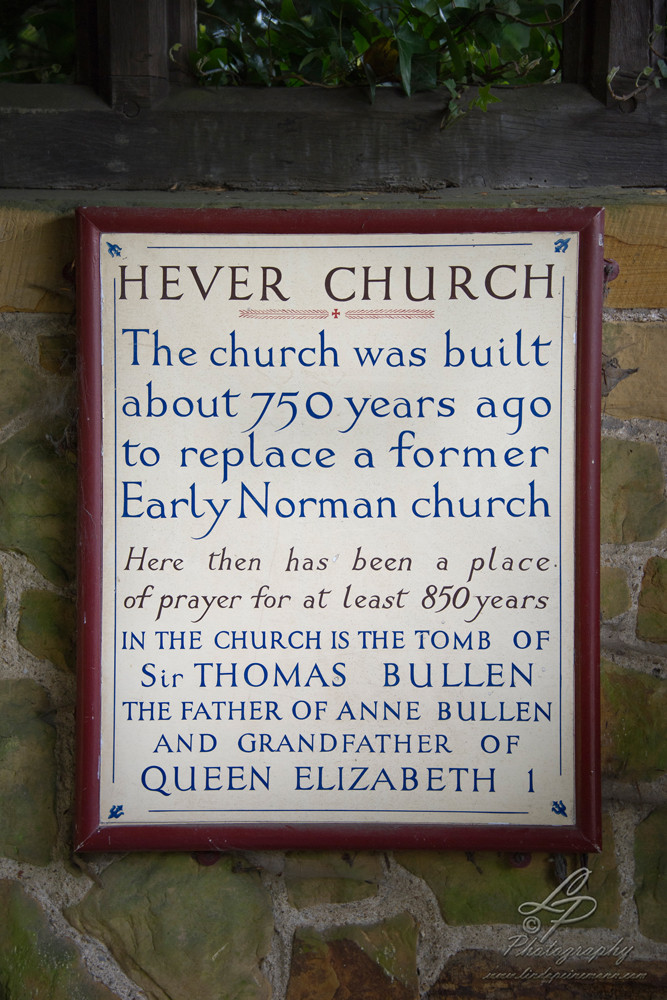 HEVER CHURCH
The church was built
about 750 years ago
to replace a former
Early Norman church
Here then has been a place
of prayer for at least 850 years
IN THE CHURCH IS THE TOMB OF
Sir THOMAS BULLEN
THE FATHER OF ANNE BULLEN
AND GRANDFATHER OF
QUEEN ELIZABETH 1
©
LP
Photography